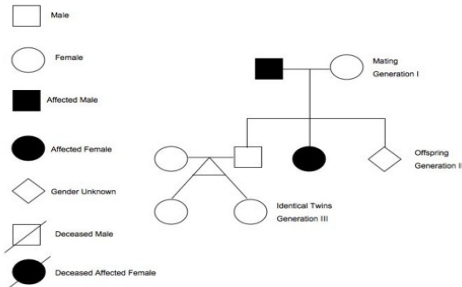 Male
Female
Affected Male
Affected Female
Gender Unknown
Deceased Male
Deceased Affected Female
Mating
Generation I
Offspring
Generation II
Identical Twins
Generation III